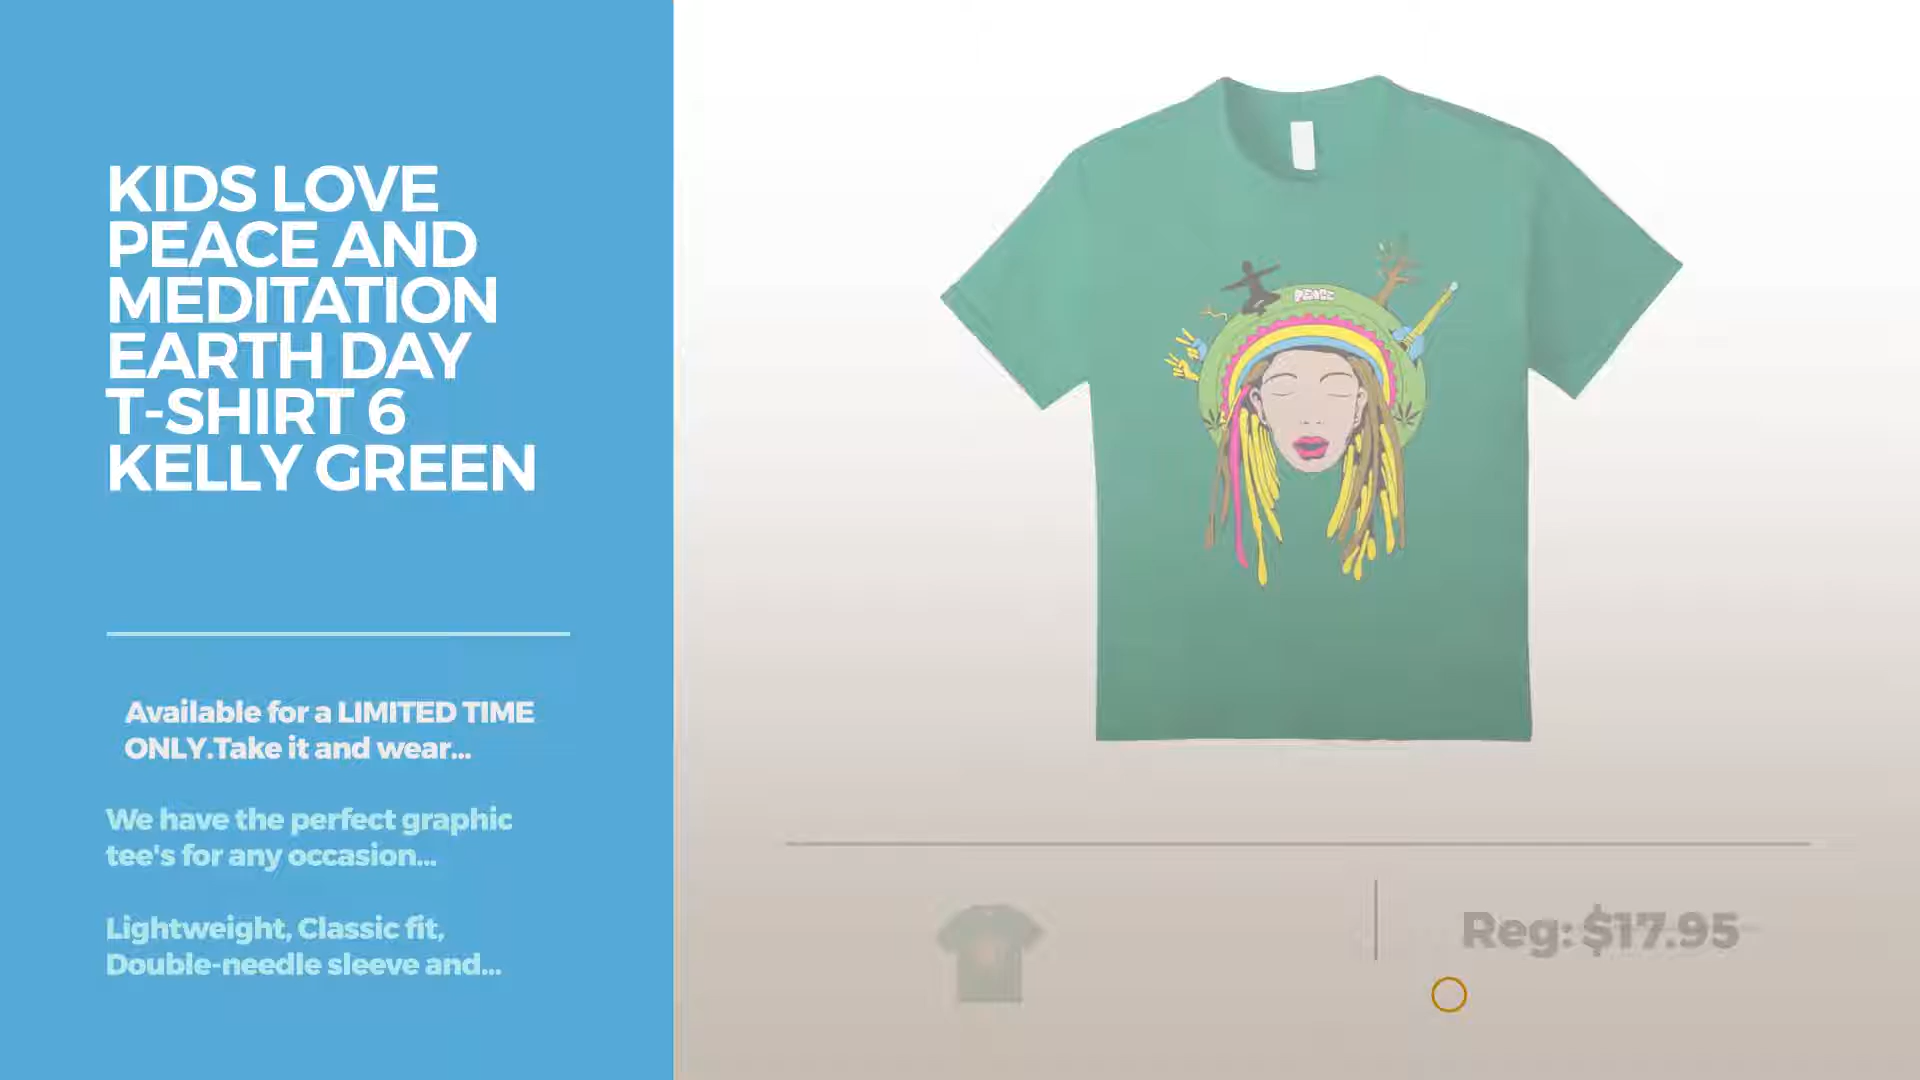 KIDS LOVE
PEACE AND
MEDITATION
EARTH DAY
T-SHIRT 6
KELLY GREEN
Available for a LIMITED TIME
ONLY.Take it and wear...
We have the perfect graphic
tee's for any occasion...
Lightweight, Classic fit,
Double-needle sleeve and...
PEACE
Reg: $17.95